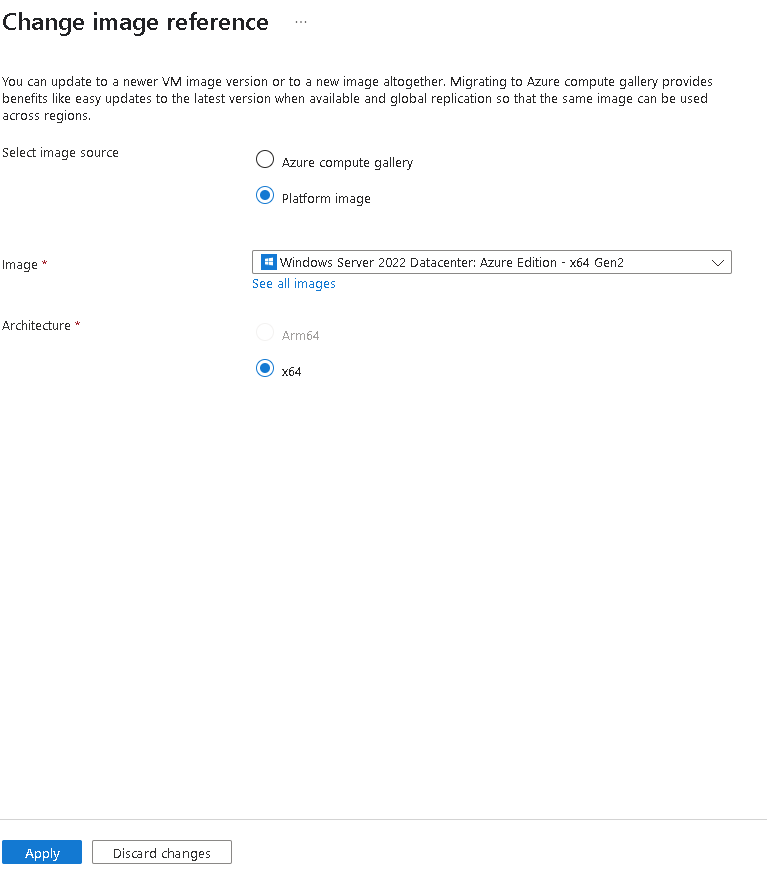 Change image reference ...
You can update to a newer VM image version or to a new image altogether. Migrating to Azure compute gallery provides
benefits like easy updates to the latest version when available and global replication so that the same image can be used
across regions.
Select image source
Azure compute gallery
Platform image
Image *
Windows Server 2022 Datacenter: Azure Edition - x64 Gen2
See all images
Architecture *
Arm64
x64
Apply
Discard changes